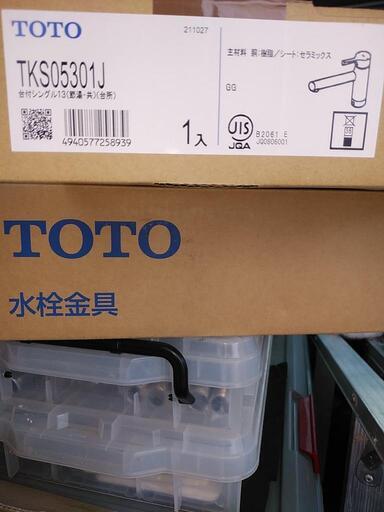 TOTO
211027
主材料 銅:樹脂/シート:セラミックス
TKS05301J
台付シングル13(節湯・共)(台所)
GG
4940577258939
1入
JIS
JQA
B2061 E
JQ0806001
TOTO
水栓金具